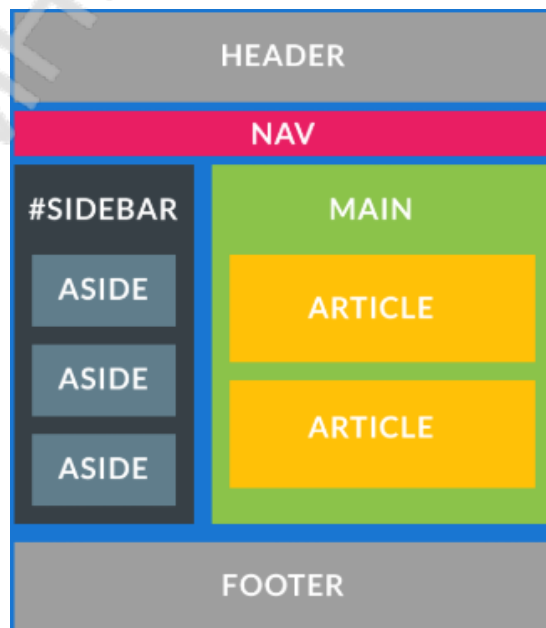 HEADER
NAV
#SIDEBAR
ASIDE
ASIDE
ASIDE
MAIN
ARTICLE
ARTICLE
FOOTER